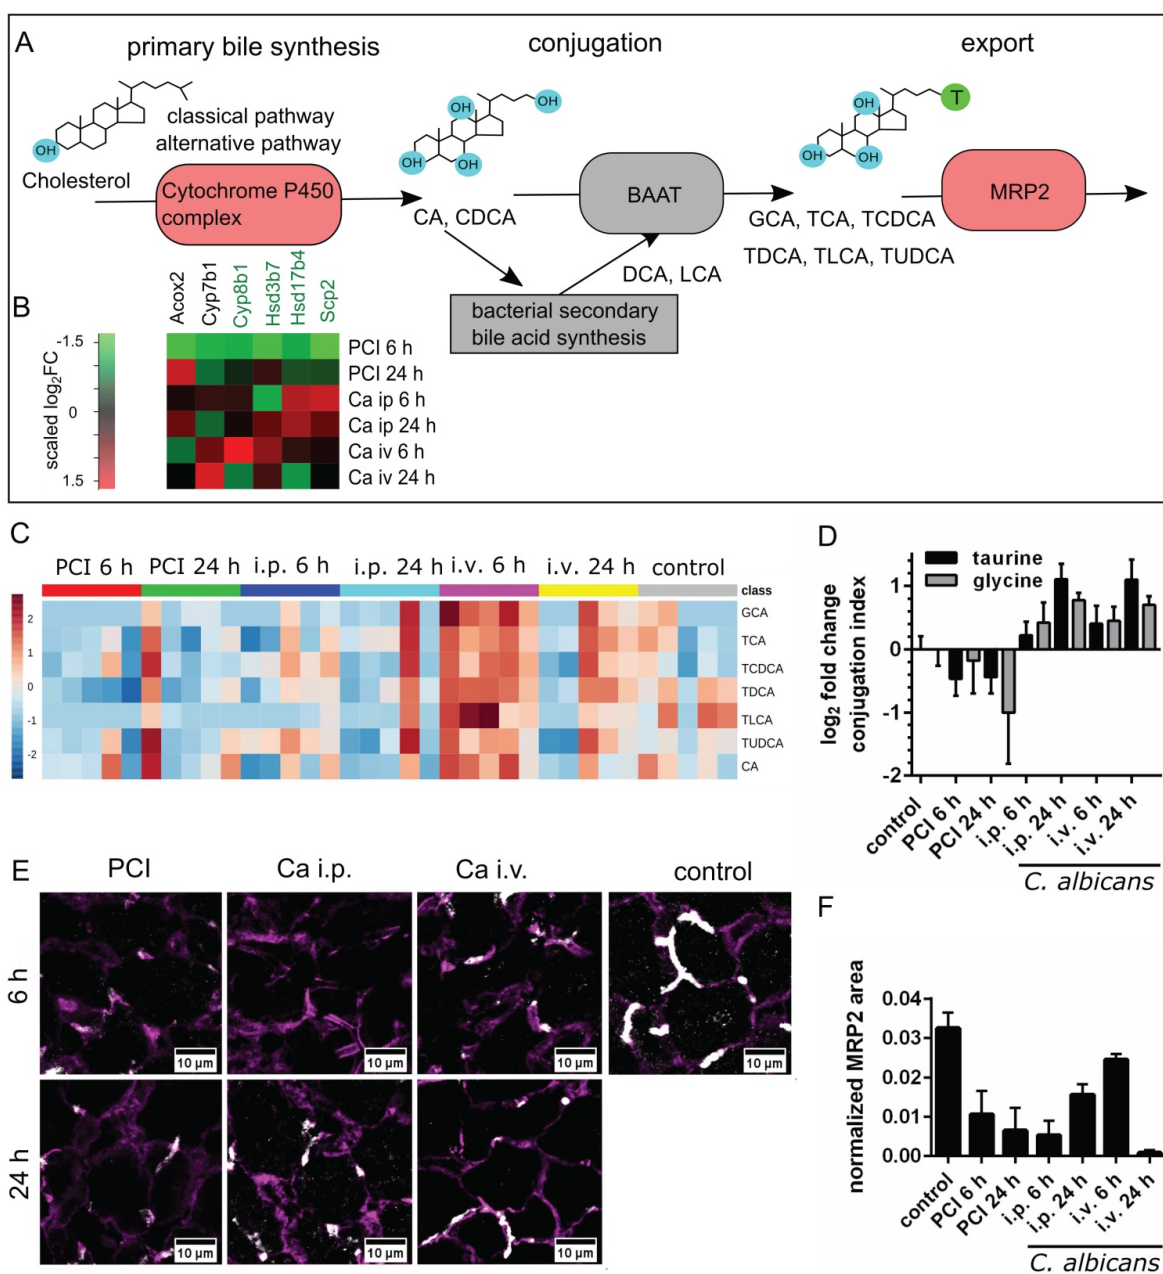 A
primary bile synthesis
conjugation
export
OH
Cholesterol
classical pathway
alternative pathway
Cytochrome P450
complex
OH
OH
OH
OH
CA, CDCA
BAAT
DCA, LCA
bacterial secondary
bile acid synthesis
OH
OH
OH
T
GCA, TCA, TCDCA
TDCA, TLCA, TUDCA
MRP2
B
Acox2
Cyp7b1
Cyp8b1
Hsd3b7
Hsd17b4
Scp2
scaled log2FC
-1.5
0
1.5
PCI 6 h
PCI 24 h
Ca ip 6 h
Ca ip 24 h
Ca iv 6 h
Ca iv 24 h
C
PCI 6 h
PCI 24 h
i.p. 6 h
i.p. 24 h
i.v. 6 h
i.v. 24 h
control
class
2
1
0
-1
-2
GCA
TCA
TCDCA
TDCA
TLCA
TUDCA
CA
D
taurine
glycine
log2 fold change
conjugation index
1
0
-1
-2
control
PCI 6 h
PCI 24 h
i.p. 6 h
i.p. 24 h
i.v. 6 h
i.v. 24 h
C. albicans
E
PCI
Ca i.p.
Ca i.v.
control
6 h
10 µm
10 µm
10 µm
10 µm
24 h
10 µm
10 µm
10 µm
F
normalized MRP2 area
0.04
0.03
0.02
0.01
0.00
control
PCI 6 h
PCI 24 h
i.p. 6 h
i.p. 24 h
i.v. 6 h
i.v. 24 h
C. albicans